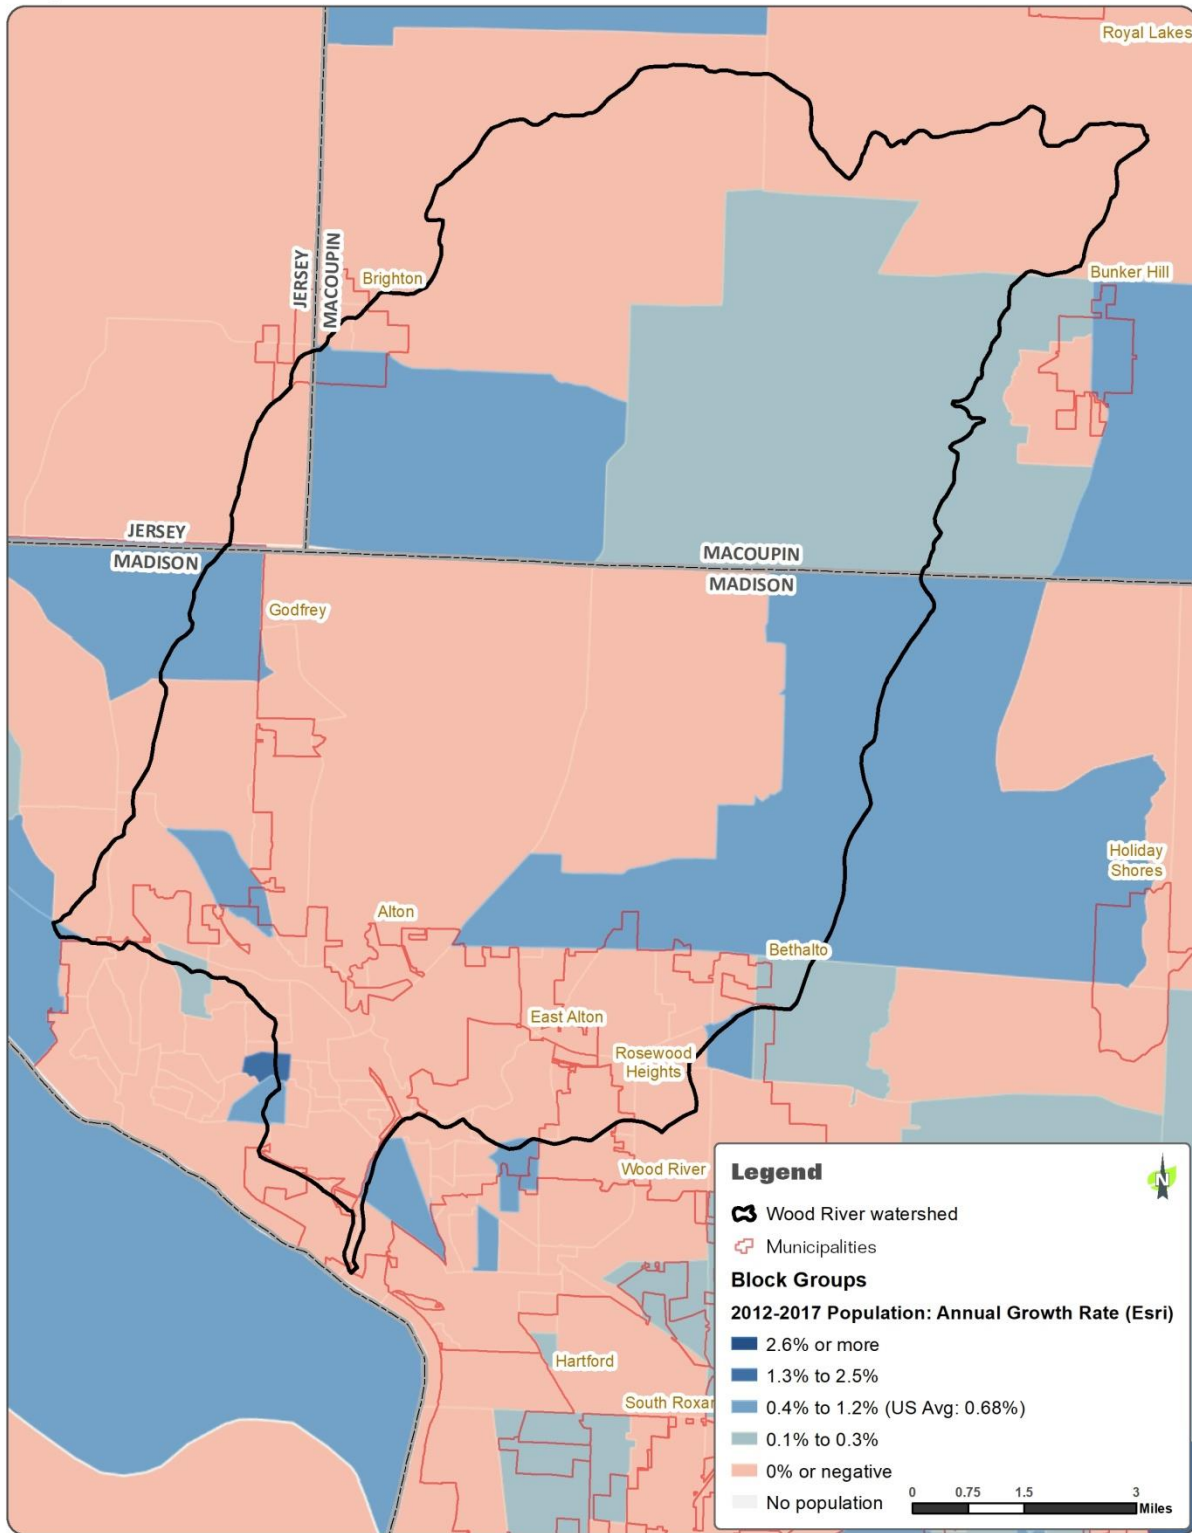 Royal Lakes
JERSEY
MACOUPIN
Brighton
Bunker Hill
JERSEY
MADISON
MACOUPIN
MADISON
Godfrey
Holiday
Shores
Alton
Bethalto
East Alton
Rosewood
Heights
Wood River
Hartford
South Roxa
Legend
N
Wood River watershed
Municipalities
Block Groups
2012-2017 Population: Annual Growth Rate (Esri)
2.6% or more
1.3% to 2.5%
0.4% to 1.2% (US Avg: 0.68%)
0.1% to 0.3%
0% or negative
No population
0 0.75 1.5 3
Miles